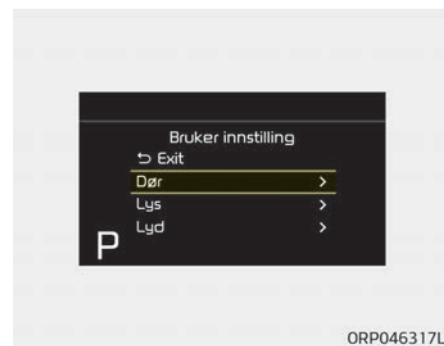 Bruker innstilling
⮌ Exit
Dør >
Lys >
Lyd >
P
ORP046317L